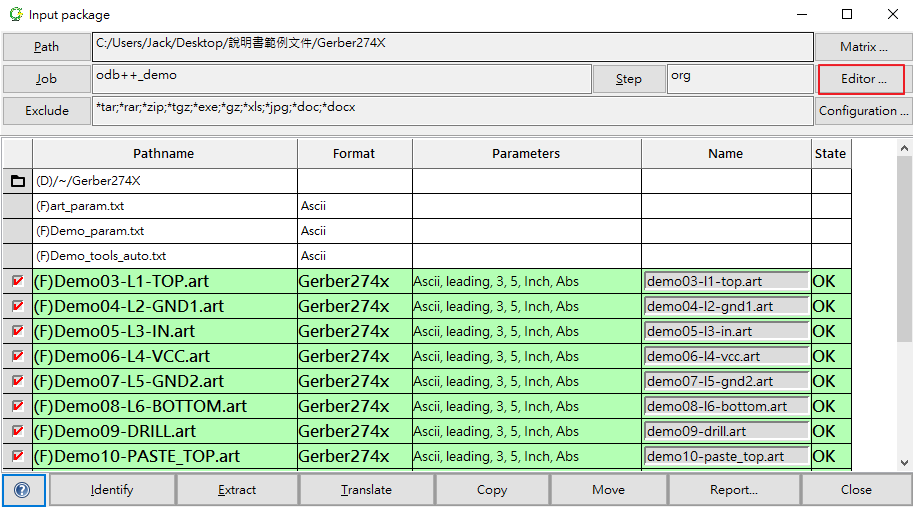 Input package
Path C:/Users/Jack/Desktop/說明書範例文件/Gerber274X Matrix ...
Job odb++_demo Step org Editor ...
Exclude *tar;*rar;*zip;*tgz;*exe;*gz;*xls;*jpg;*doc;*docx Configuration ...
Pathname Format Parameters Name State
(D)/~/Gerber274X
(F)art_param.txt Ascii
(F)Demo_param.txt Ascii
(F)Demo_tools_auto.txt Ascii
(F)Demo03-L1-TOP.art Gerber274x Ascii, leading, 3, 5, Inch, Abs demo03-l1-top.art OK
(F)Demo04-L2-GND1.art Gerber274x Ascii, leading, 3, 5, Inch, Abs demo04-l2-gnd1.art OK
(F)Demo05-L3-IN.art Gerber274x Ascii, leading, 3, 5, Inch, Abs demo05-l3-in.art OK
(F)Demo06-L4-VCC.art Gerber274x Ascii, leading, 3, 5, Inch, Abs demo06-l4-vcc.art OK
(F)Demo07-L5-GND2.art Gerber274x Ascii, leading, 3, 5, Inch, Abs demo07-l5-gnd2.art OK
(F)Demo08-L6-BOTTOM.art Gerber274x Ascii, leading, 3, 5, Inch, Abs demo08-l6-bottom.art OK
(F)Demo09-DRILL.art Gerber274x Ascii, leading, 3, 5, Inch, Abs demo09-drill.art OK
(F)Demo10-PASTE_TOP.art Gerber274x Ascii, leading, 3, 5, Inch, Abs demo10-paste_top.art OK
? Identify Extract Translate Copy Move Report... Close